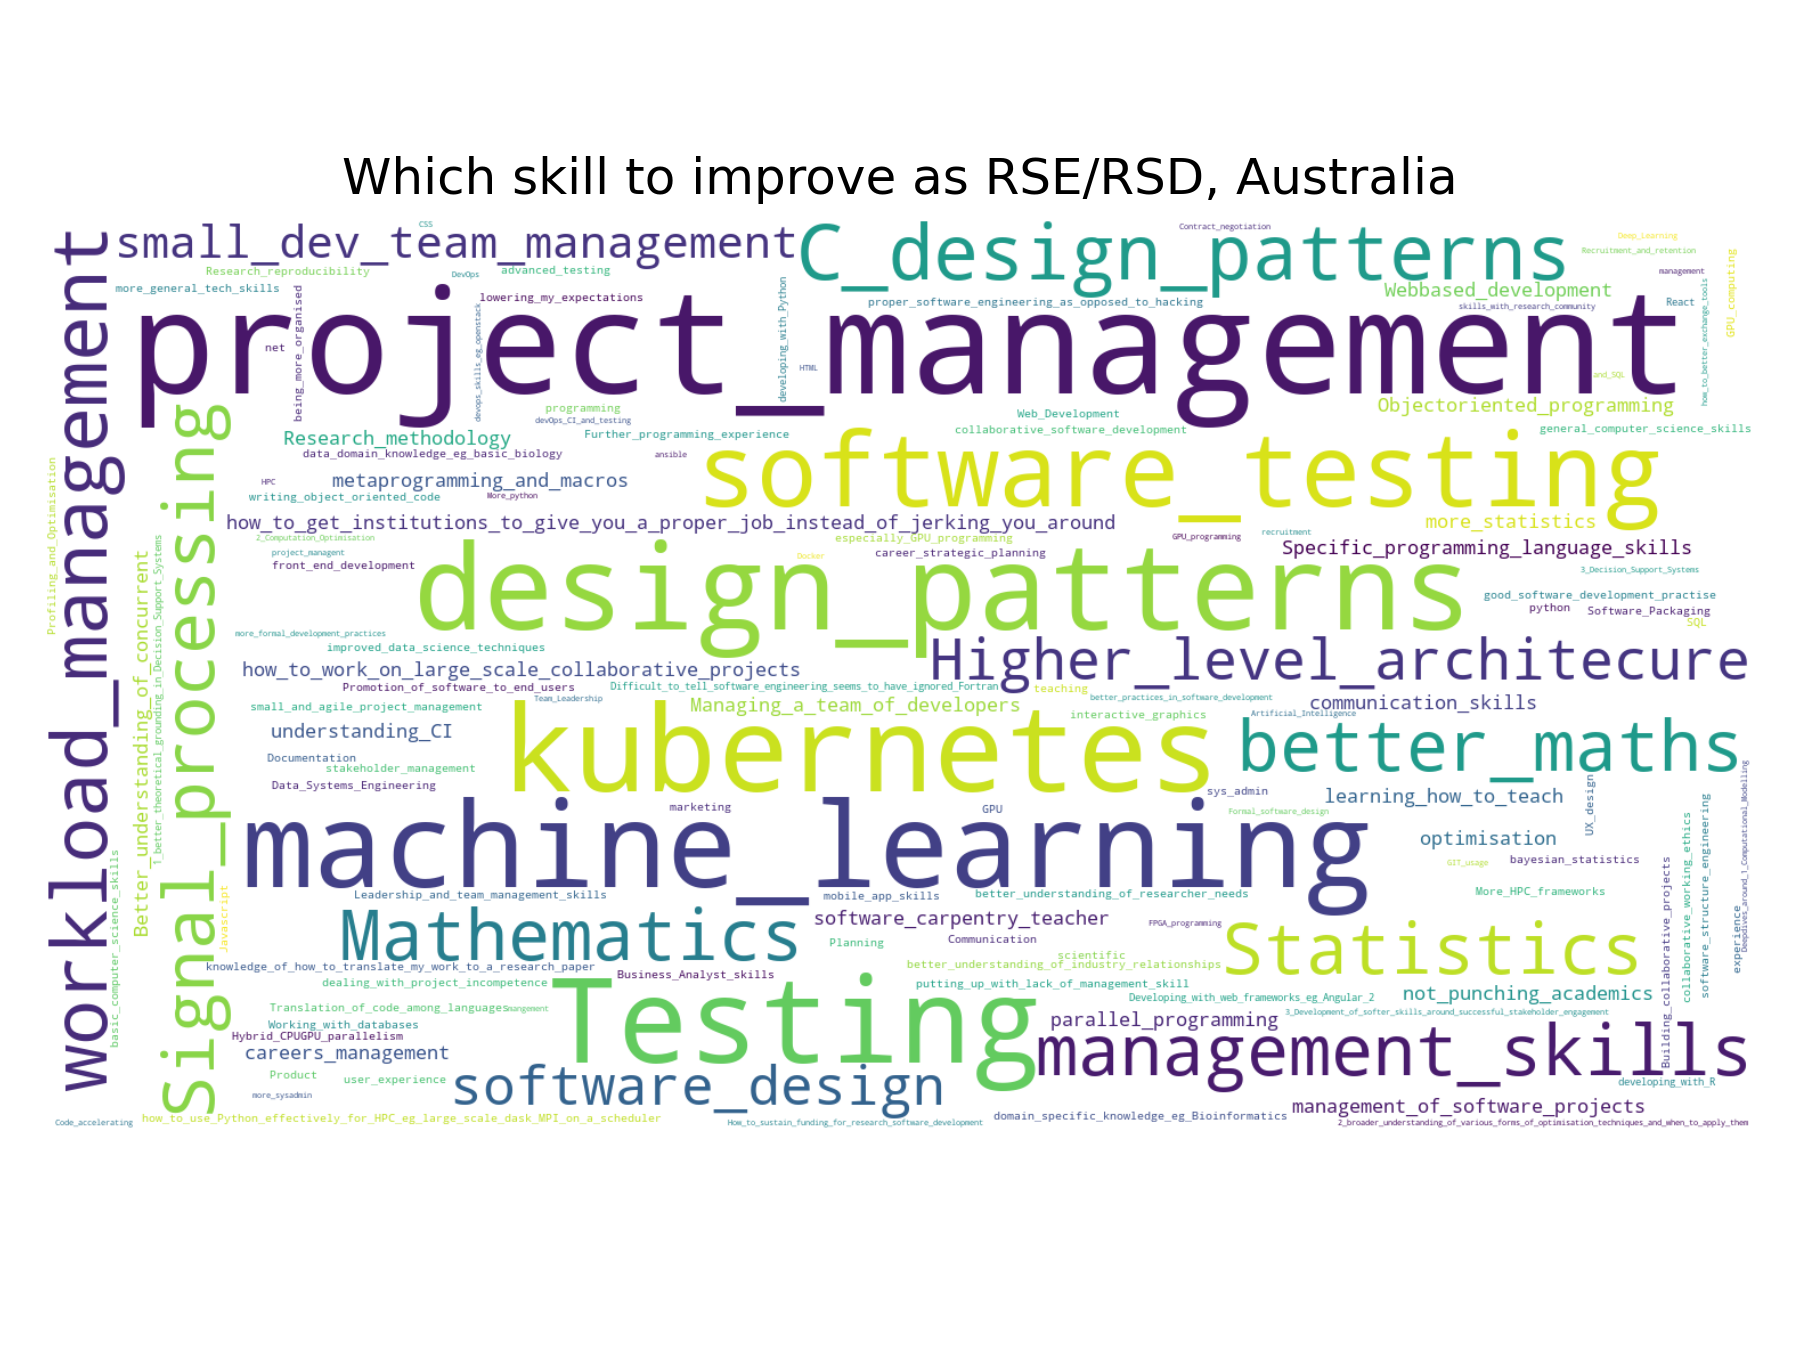 Which skill to improve as RSE/RSD, Australia
CSS
Contract_negotiation
small_dev_team_management
C_design_patterns
Deep_Learning
Recruitment_and_retention
Research_reproducibility
DevOps
advanced_testing
management
more_general_tech_skills
lowering_my_expectations
proper_software_engineering_as_opposed_to_hacking
Webbased_development
skills_with_research_community
React
GPU_computing
how_to_better_exchange_tools
workload_management
project_management
being_more_organised
devops_skills_eg_openstack
developing_with_Python
net
HTML
and_SQL
programming
devOps_CI_and_testing
Web_Development
Objectoriented_programming
Signal_processing
Research_methodology
Further_programming_experience
collaborative_software_development
general_computer_science_skills
data_domain_knowledge_eg_basic_biology
ansible
software_testing
Profiling_and_Optimisation
HPC
metaprogramming_and_macros
writing_object_oriented_code
More_python
how_to_get_institutions_to_give_you_a_proper_job_instead_of_jerking_you_around
more_statistics
2_Computation_Optimisation
especially_GPU_programming
GPU_programming
recruitment
project_managent
Docker
career_strategic_planning
Specific_programming_language_skills
front_end_development
design_patterns
3_Decision_Support_Systems
Better_understanding_of_concurrent
1_better_theoretical_grounding_in_Decision_Support_Systems
good_software_development_practise
python
Software_Packaging
SQL
more_formal_development_practices
improved_data_science_techniques
Higher_level_architecure
how_to_work_on_large_scale_collaborative_projects
Promotion_of_software_to_end_users
Difficult_to_tell_software_engineering_seems_to_have_ignored_Fortran
teaching
Team_Leadership
better_practices_in_software_development
communication_skills
small_and_agile_project_management
Managing_a_team_of_developers
interactive_graphics
Artificial_Intelligence
understanding_CI
kubernetes
better_maths
Documentation
stakeholder_management
Data_Systems_Engineering
sys_admin
learning_how_to_teach
UX_design
Deepdives_around_1_Computational_Modelling
marketing
GPU
Formal_software_design
machine_learning
optimisation
software_structure_engineering
collaborative_working_ethics
Building_collaborative_projects
GIT_usage
bayesian_statistics
basic_computer_science_skills
Javascript
Leadership_and_team_management_skills
mobile_app_skills
better_understanding_of_researcher_needs
More_HPC_frameworks
experience
Mathematics
software_carpentry_teacher
FPGA_programming
Statistics
Planning
Communication
scientific
knowledge_of_how_to_translate_my_work_to_a_research_paper
Business_Analyst_skills
better_understanding_of_industry_relationships
dealing_with_project_incompetence
Testing
putting_up_with_lack_of_management_skill
Developing_with_web_frameworks_eg_Angular_2
not_punching_academics
Translation_of_code_among_languages
mangement
3_Development_of_softer_skills_around_successful_stakeholder_engagement
Working_with_databases
parallel_programming
Hybrid_CPUGPU_parallelism
careers_management
management_skills
Product
user_experience
software_design
developing_with_R
more_sysadmin
management_of_software_projects
Code_accelerating
how_to_use_Python_effectively_for_HPC_eg_large_scale_dask_MPI_on_a_scheduler
How_to_sustain_funding_for_research_software_development
domain_specific_knowledge_eg_Bioinformatics
2_broader_understanding_of_various_forms_of_optimisation_techniques_and_when_to_apply_them